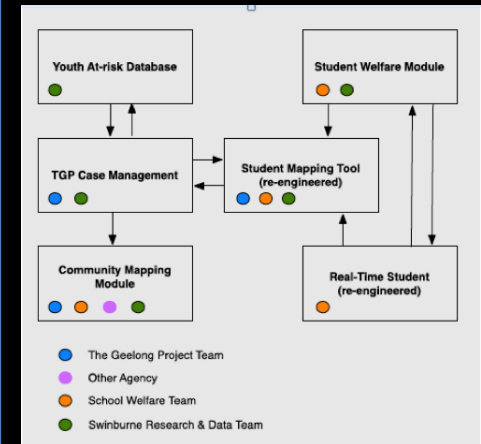 Youth At-risk Database
Student Welfare Module
TGP Case Management
Student Mapping Tool
(re-engineered)
Community Mapping
Module
Real-Time Student
(re-engineered)
The Geelong Project Team
Other Agency
School Welfare Team
Swinburne Research & Data Team